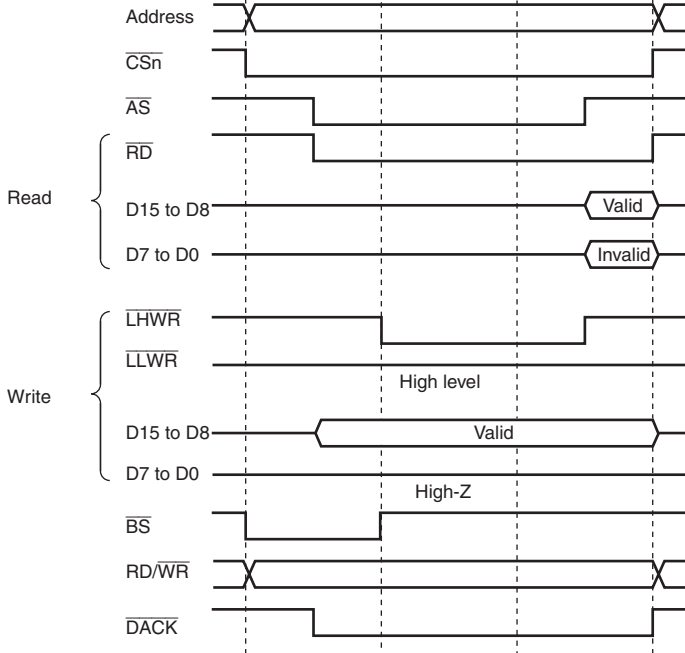 Address
CSn
AS
RD
Read
D15 to D8
Valid
D7 to D0
Invalid
LHWR
LLWR
High level
Write
D15 to D8
Valid
D7 to D0
High-Z
BS
RD/WR
DACK